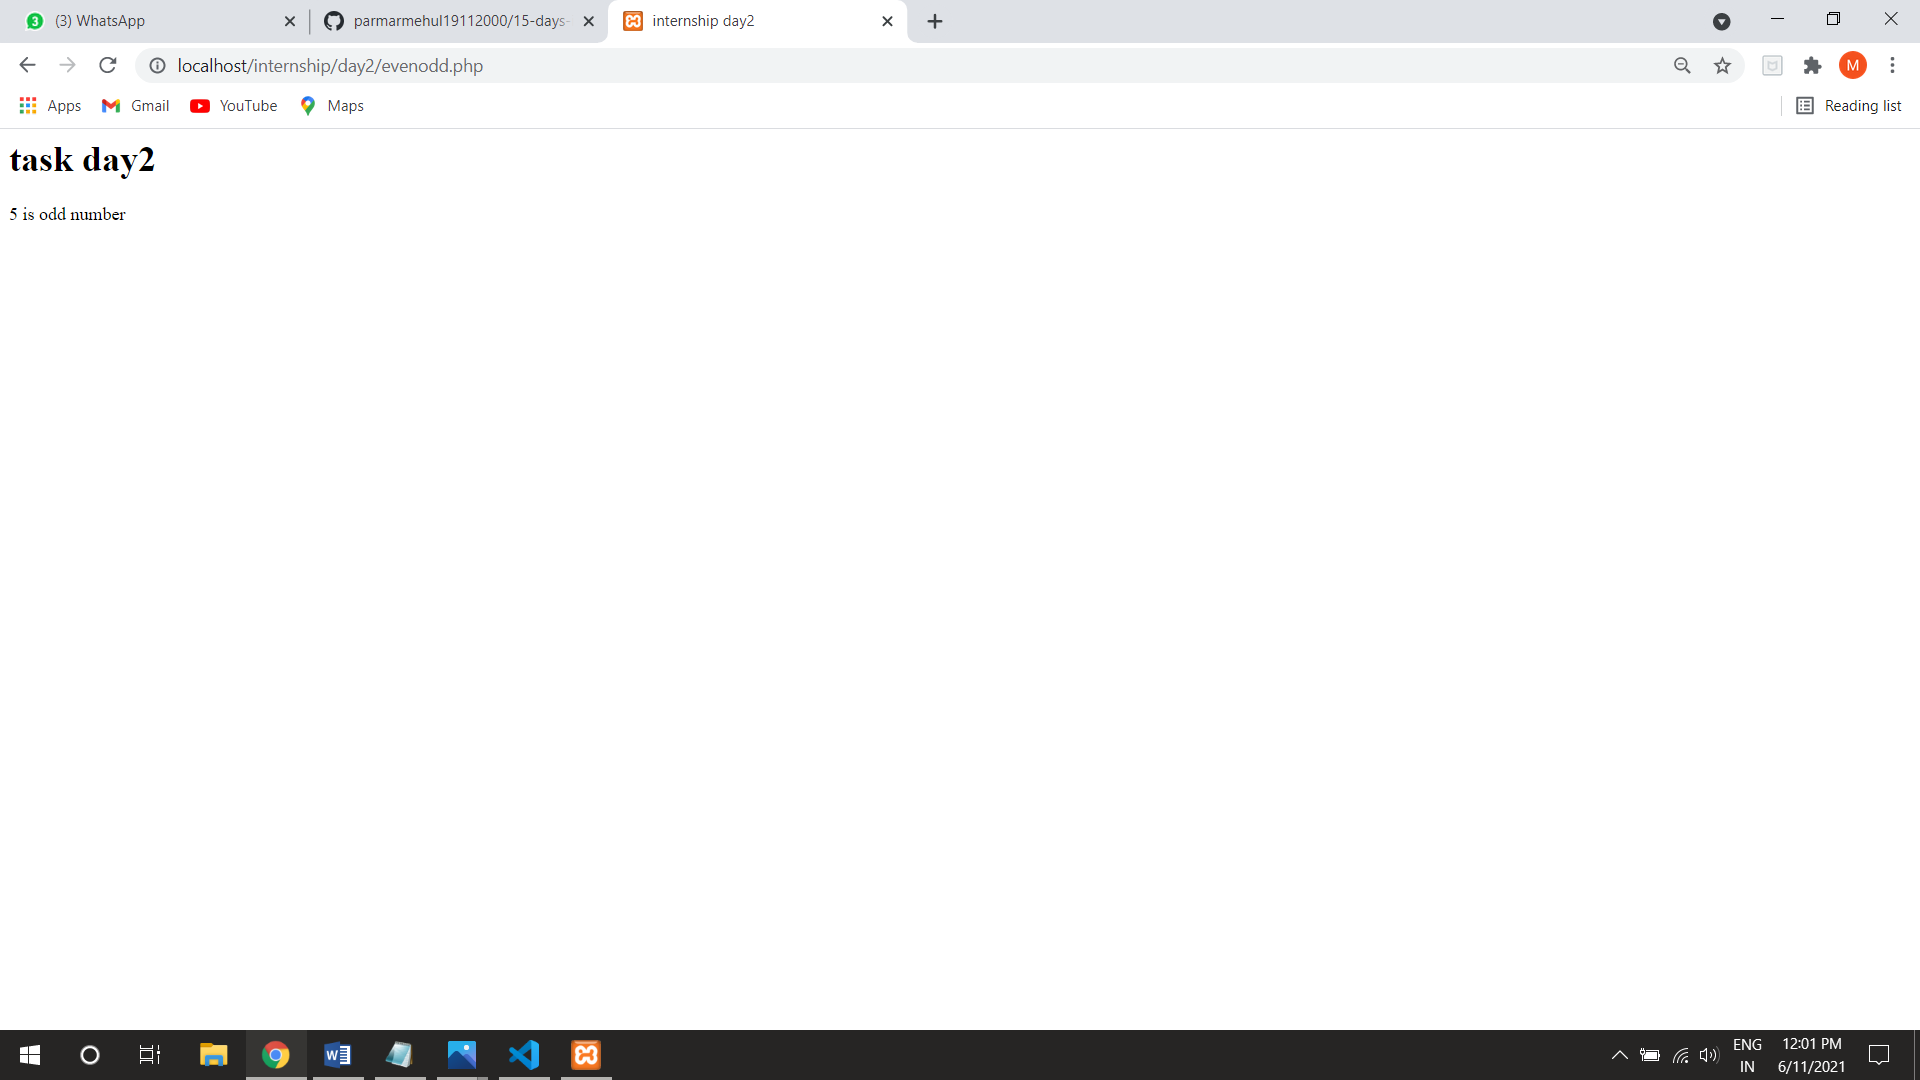 3 (3) WhatsApp parmarmehul19112000/15-days- internship day2
localhost/internship/day2/evenodd.php M
Apps Gmail YouTube Maps Reading list
task day2
5 is odd number
ENG 12:01 PM
IN 6/11/2021